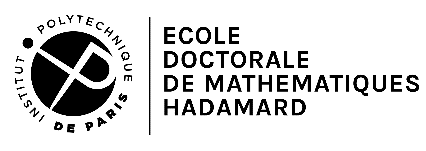 INSTITUT POLYTECHNIQUE
DE PARIS
ECOLE
DOCTORALE
DE MATHEMATIQUES
HADAMARD